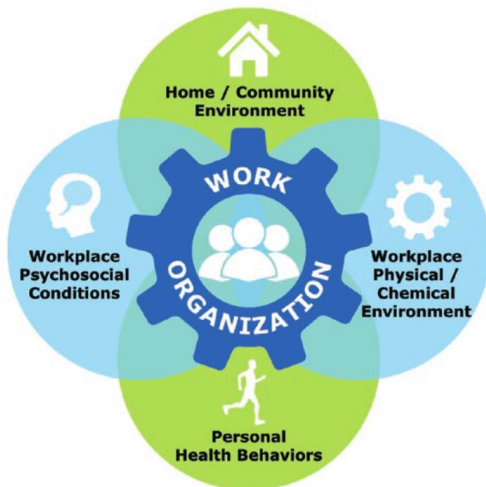 Home / Community
Environment
WORK
ORGANIZATION
Workplace
Psychosocial
Conditions
Workplace
Physical /
Chemical
Environment
Personal
Health Behaviors